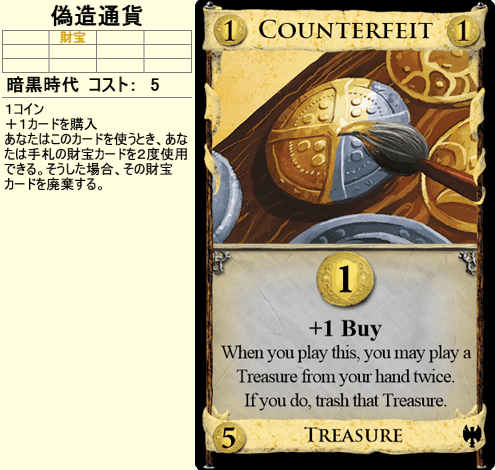 偽造通貨
財宝
暗黒時代 コスト： 5
１コイン
＋１カードを購入
あなたはこのカードを使うとき、あな
たは手札の財宝カードを２度使用
できる。そうした場合、その財宝
カードを廃棄する。
1 COUNTERFEIT 1
1
+1 Buy
When you play this, you may play a
Treasure from your hand twice.
If you do, trash that Treasure.
5 TREASURE